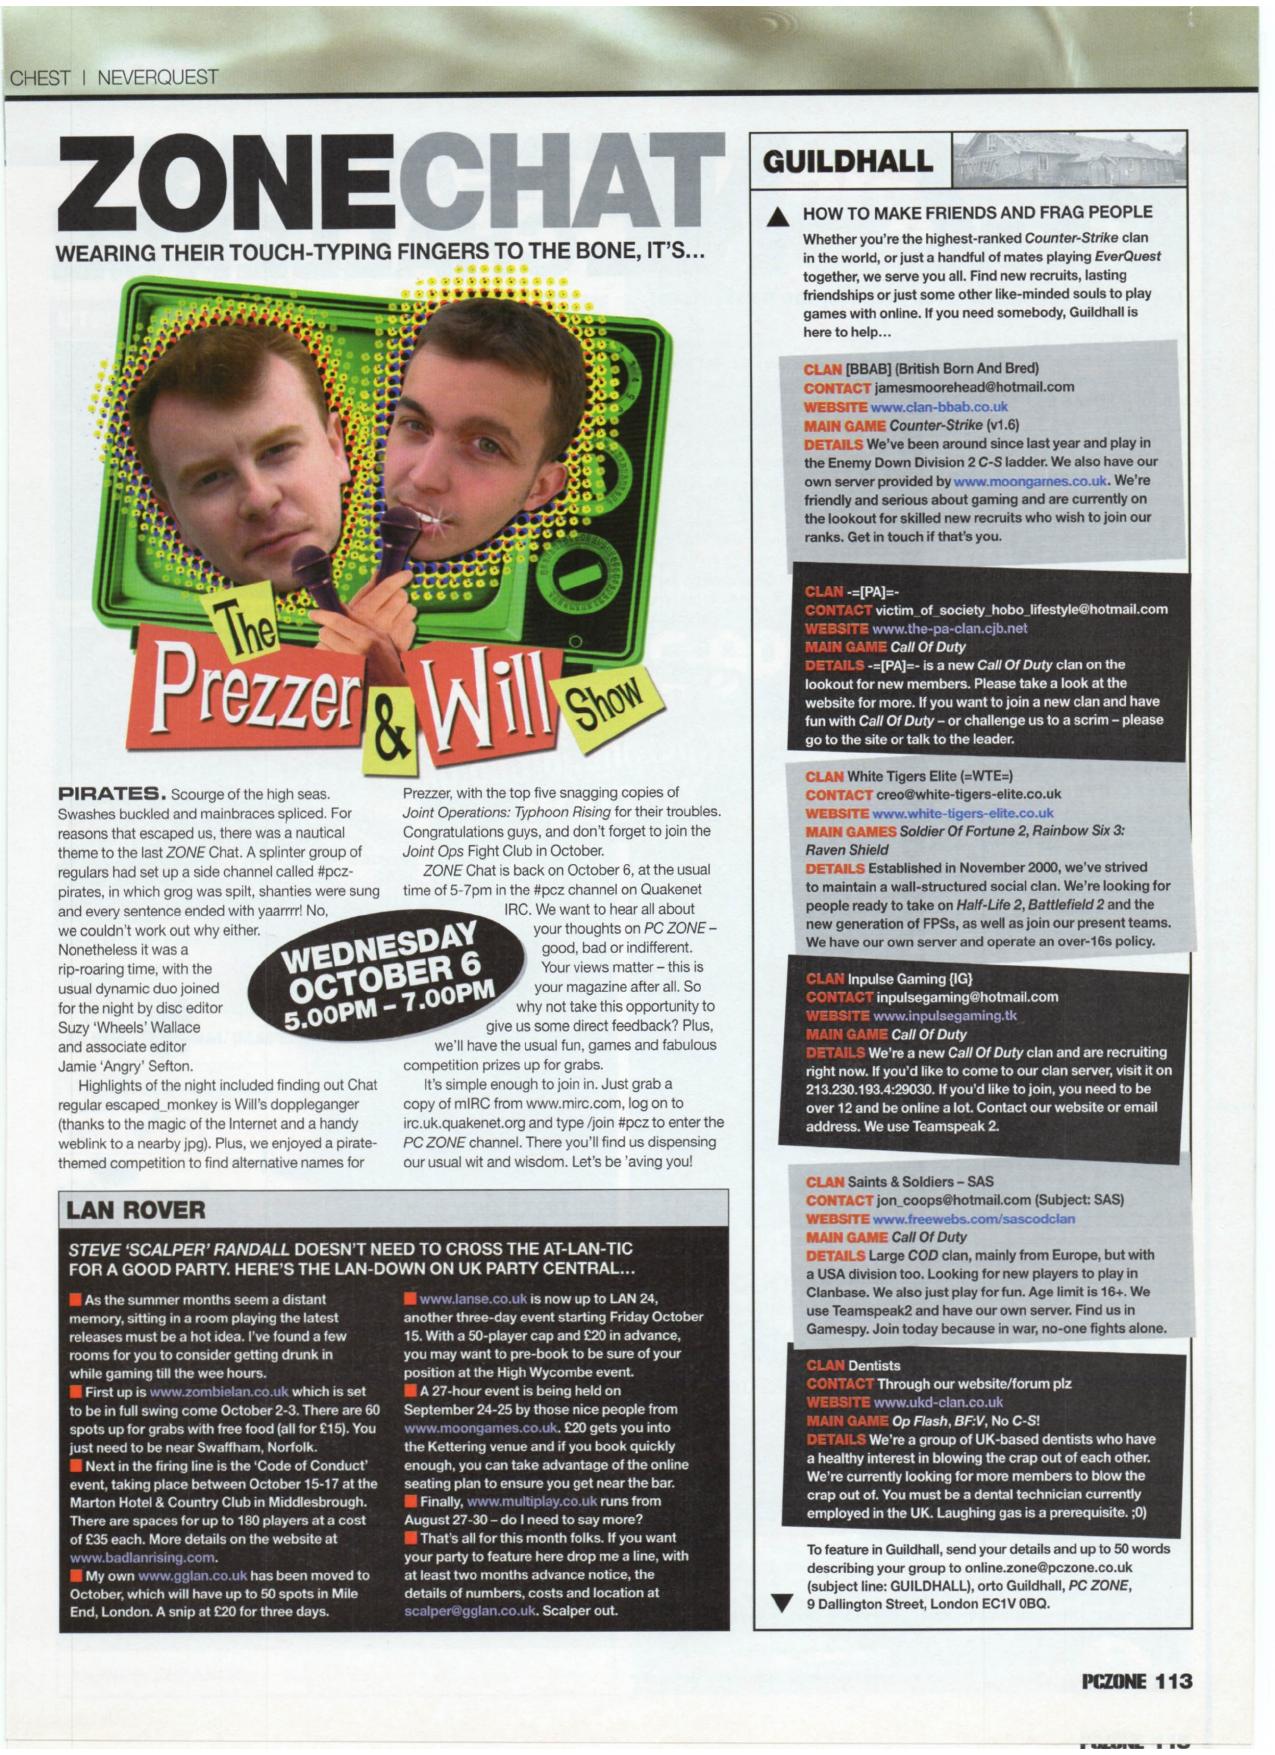 CHEST | NEVERQUEST
ZONECHAT
WEARING THEIR TOUCH-TYPING FINGERS TO THE BONE, IT'S...
The
Prezzer
&
Will
Show
PIRATES. Scourge of the high seas.
Swashes buckled and mainbraces spliced. For
reasons that escaped us, there was a nautical
theme to the last ZONE Chat. A splinter group of
regulars had set up a side channel called #pcz-
pirates, in which grog was spilt, shanties were sung
and every sentence ended with yaarrrr! No,
we couldn't work out why either.
Nonetheless it was a
rip-roaring time, with the
usual dynamic duo joined
for the night by disc editor
Suzy 'Wheels' Wallace
and associate editor
Jamie 'Angry' Sefton.
Highlights of the night included finding out Chat
regular escaped_monkey is Will's doppleganger
(thanks to the magic of the Internet and a handy
weblink to a nearby jpg). Plus, we enjoyed a pirate-
themed competition to find alternative names for
Prezzer, with the top five snagging copies of
Joint Operations: Typhoon Rising for their troubles.
Congratulations guys, and don't forget to join the
Joint Ops Fight Club in October.
ZONE Chat is back on October 6, at the usual
time of 5-7pm in the #pcz channel on Quakenet
IRC. We want to hear all about
your thoughts on PC ZONE –
good, bad or indifferent.
Your views matter – this is
your magazine after all. So
why not take this opportunity to
give us some direct feedback? Plus,
we'll have the usual fun, games and fabulous
competition prizes up for grabs.
It's simple enough to join in. Just grab a
copy of mIRC from www.mirc.com, log on to
irc.uk.quakenet.org and type /join #pcz to enter the
PC ZONE channel. There you'll find us dispensing
our usual wit and wisdom. Let's be 'aving you!
WEDNESDAY
OCTOBER 6
5.00PM – 7.00PM
LAN ROVER
STEVE 'SCALPER' RANDALL DOESN'T NEED TO CROSS THE AT-LAN-TIC
FOR A GOOD PARTY. HERE'S THE LAN-DOWN ON UK PARTY CENTRAL...
As the summer months seem a distant
memory, sitting in a room playing the latest
releases must be a hot idea. I've found a few
rooms for you to consider getting drunk in
while gaming till the wee hours.
First up is www.zombielan.co.uk which is set
to be in full swing come October 2-3. There are 60
spots up for grabs with free food (all for £15). You
just need to be near Swaffham, Norfolk.
Next in the firing line is the 'Code of Conduct'
event, taking place between October 15-17 at the
Marton Hotel & Country Club in Middlesbrough.
There are spaces for up to 180 players at a cost
of £35 each. More details on the website at
www.badlanrising.com.
My own www.gglan.co.uk has been moved to
October, which will have up to 50 spots in Mile
End, London. A snip at £20 for three days.
www.lanse.co.uk is now up to LAN 24,
another three-day event starting Friday October
15. With a 50-player cap and £20 in advance,
you may want to pre-book to be sure of your
position at the High Wycombe event.
A 27-hour event is being held on
September 24-25 by those nice people from
www.moongames.co.uk. £20 gets you into
the Kettering venue and if you book quickly
enough, you can take advantage of the online
seating plan to ensure you get near the bar.
Finally, www.multiplay.co.uk runs from
August 27-30 – do I need to say more?
That's all for this month folks. If you want
your party to feature here drop me a line, with
at least two months advance notice, the
details of numbers, costs and location at
scalper@gglan.co.uk. Scalper out.
GUILDHALL
HOW TO MAKE FRIENDS AND FRAG PEOPLE
Whether you're the highest-ranked Counter-Strike clan
in the world, or just a handful of mates playing EverQuest
together, we serve you all. Find new recruits, lasting
friendships or just some other like-minded souls to play
games with online. If you need somebody, Guildhall is
here to help...
CLAN [BBAB] (British Born And Bred)
CONTACT jamesmoorehead@hotmail.com
WEBSITE www.clan-bbab.co.uk
MAIN GAME Counter-Strike (v1.6)
DETAILS We've been around since last year and play in
the Enemy Down Division 2 C-S ladder. We also have our
own server provided by www.moongames.co.uk. We're
friendly and serious about gaming and are currently on
the lookout for skilled new recruits who wish to join our
ranks. Get in touch if that's you.
CLAN -=[PA]=-
CONTACT victim_of_society_hobo_lifestyle@hotmail.com
WEBSITE www.the-pa-clan.cjb.net
MAIN GAME Call Of Duty
DETAILS -=[PA]=- is a new Call Of Duty clan on the
lookout for new members. Please take a look at the
website for more. If you want to join a new clan and have
fun with Call Of Duty – or challenge us to a scrim – please
go to the site or talk to the leader.
CLAN White Tigers Elite (=WTE=)
CONTACT creo@white-tigers-elite.co.uk
WEBSITE www.white-tigers-elite.co.uk
MAIN GAMES Soldier Of Fortune 2, Rainbow Six 3:
Raven Shield
DETAILS Established in November 2000, we've strived
to maintain a wall-structured social clan. We're looking for
people ready to take on Half-Life 2, Battlefield 2 and the
new generation of FPSs, as well as join our present teams.
We have our own server and operate an over-16s policy.
CLAN Inpulse Gaming {IG}
CONTACT inpulsegaming@hotmail.com
WEBSITE www.inpulsegaming.tk
MAIN GAME Call Of Duty
DETAILS We're a new Call Of Duty clan and are recruiting
right now. If you'd like to come to our clan server, visit it on
213.230.193.4:29030. If you'd like to join, you need to be
over 12 and be online a lot. Contact our website or email
address. We use Teamspeak 2.
CLAN Saints & Soldiers – SAS
CONTACT jon_coops@hotmail.com (Subject: SAS)
WEBSITE www.freewebs.com/sascodclan
MAIN GAME Call Of Duty
DETAILS Large COD clan, mainly from Europe, but with
a USA division too. Looking for new players to play in
Clanbase. We also just play for fun. Age limit is 16+. We
use Teamspeak2 and have our own server. Find us in
Gamespy. Join today because in war, no-one fights alone.
CLAN Dentists
CONTACT Through our website/forum plz
WEBSITE www.ukd-clan.co.uk
MAIN GAME Op Flash, BF:V, No C-S!
DETAILS We're a group of UK-based dentists who have
a healthy interest in blowing the crap out of each other.
We're currently looking for more members to blow the
crap out of. You must be a dental technician currently
employed in the UK. Laughing gas is a prerequisite. ;0)
To feature in Guildhall, send your details and up to 50 words
describing your group to online.zone@pczone.co.uk
(subject line: GUILDHALL), orto Guildhall, PC ZONE,
9 Dallington Street, London EC1V 0BQ.
PCZONE 113